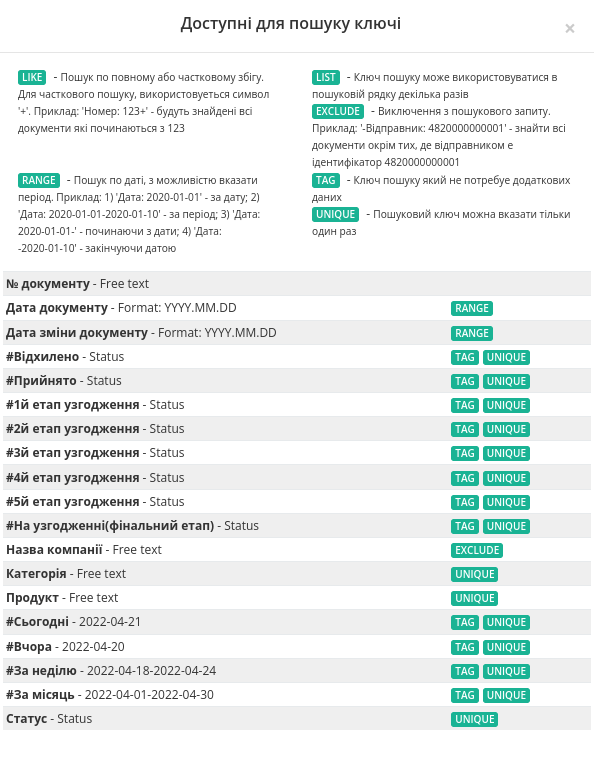 Доступні для пошуку ключі
×
LIKE - Пошук по повному або частковому збігу.
Для часткового пошуку, використовується символ
'+'. Приклад: 'Номер: 123+' - будуть знайдені всі
документи які починаються з 123
LIST - Ключ пошуку може використовуватися в
пошуковій рядку декілька разів
EXCLUDE - Виключення з пошукового запиту.
Приклад: '-Відправник: 4820000000001' - знайти всі
документи окрім тих, де відправником є
ідентифікатор 4820000000001
RANGE - Пошук по даті, з можливістю вказати
період. Приклад: 1) 'Дата: 2020-01-01' - за дату; 2)
'Дата: 2020-01-01-2020-01-10' - за період; 3) 'Дата:
2020-01-01-' - починаючи з дати; 4) 'Дата:
-2020-01-10' - закінчуючи датою
TAG - Ключ пошуку який не потребує додаткових
даних
UNIQUE - Пошуковий ключ можна вказати тільки
один раз
№ документу - Free text
Дата документу - Format: YYYY.MM.DD RANGE
Дата зміни документу - Format: YYYY.MM.DD RANGE
#Відхилено - Status TAG UNIQUE
#Прийнято - Status TAG UNIQUE
#1й етап узгодження - Status TAG UNIQUE
#2й етап узгодження - Status TAG UNIQUE
#3й етап узгодження - Status TAG UNIQUE
#4й етап узгодження - Status TAG UNIQUE
#5й етап узгодження - Status TAG UNIQUE
#На узгодженні(фінальний етап) - Status TAG UNIQUE
Назва компанії - Free text EXCLUDE
Категорія - Free text UNIQUE
Продукт - Free text UNIQUE
#Сьогодні - 2022-04-21 TAG UNIQUE
#Вчора - 2022-04-20 TAG UNIQUE
#За неділю - 2022-04-18-2022-04-24 TAG UNIQUE
#За місяць - 2022-04-01-2022-04-30 TAG UNIQUE
Статус - Status UNIQUE